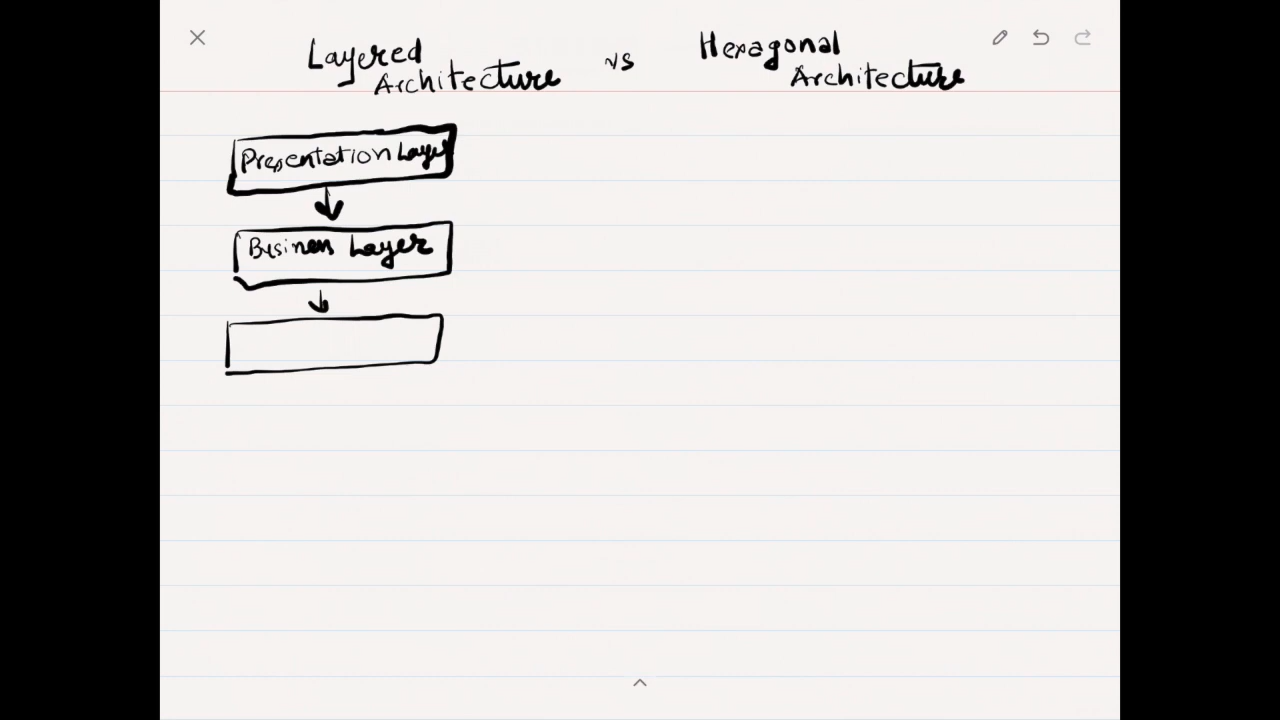 Layered
Architecture
vs
Hexagonal
Architecture
Presentation Layer
Business Layer